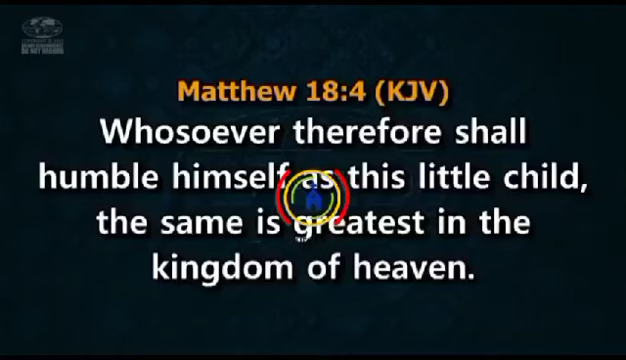 Matthew 18:4 (KJV)
Whosoever therefore shall
humble himself as this little child,
the same is greatest in the
kingdom of heaven.